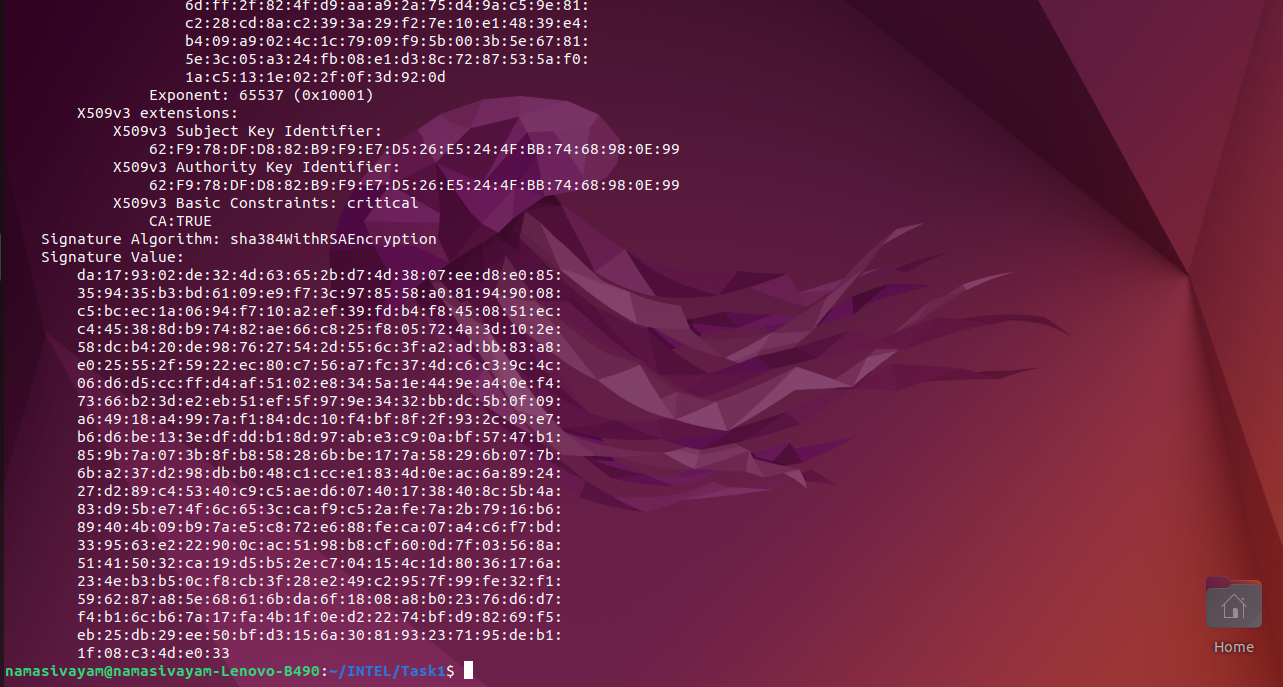 6d:ff:2f:82:4f:d9:aa:a9:2a:75:d4:9a:c5:9e:81:
c2:28:cd:8a:c2:39:3a:29:f2:7e:10:e1:48:39:e4:
b4:09:a9:02:4c:1c:79:09:f9:5b:00:3b:5e:67:81:
5e:3c:05:a3:24:fb:08:e1:d3:8c:72:87:53:5a:f0:
1a:c5:13:1e:02:2f:0f:3d:92:0d
Exponent: 65537 (0x10001)
X509v3 extensions:
X509v3 Subject Key Identifier:
62:F9:78:DF:D8:82:B9:F9:E7:D5:26:E5:24:4F:BB:74:68:98:0E:99
X509v3 Authority Key Identifier:
62:F9:78:DF:D8:82:B9:F9:E7:D5:26:E5:24:4F:BB:74:68:98:0E:99
X509v3 Basic Constraints: critical
CA:TRUE
Signature Algorithm: sha384WithRSAEncryption
Signature Value:
da:17:93:02:de:32:4d:63:65:2b:d7:4d:38:07:ee:d8:e0:85:
35:94:35:b3:bd:61:09:e9:f7:3c:97:85:58:a0:81:94:90:08:
c5:bc:ec:1a:06:94:f7:10:a2:ef:39:fd:b4:f8:45:08:51:ec:
c4:45:38:8d:b9:74:82:ae:66:c8:25:f8:05:72:4a:3d:10:2e:
58:dc:b4:20:de:98:76:27:54:2d:55:6c:3f:a2:ad:bb:83:a8:
e0:25:55:2f:59:22:ec:80:c7:56:a7:fc:37:4d:c6:c3:9c:4c:
06:d6:d5:cc:ff:d4:af:51:02:e8:34:5a:1e:44:9e:a4:0e:f4:
73:66:b2:3d:e2:eb:51:ef:5f:97:9e:34:32:bb:dc:5b:0f:09:
a6:49:18:a4:99:7a:f1:84:dc:10:f4:bf:8f:2f:93:2c:09:e7:
b6:d6:be:13:3e:df:dd:b1:8d:97:ab:e3:c9:0a:bf:57:47:b1:
85:9b:7a:07:3b:8f:b8:58:28:6b:be:17:7a:58:29:6b:07:7b:
6b:a2:37:d2:98:db:b0:48:c1:cc:e1:83:4d:0e:ac:6a:89:24:
27:d2:89:c4:53:40:c9:c5:ae:d6:07:40:17:38:40:8c:5b:4a:
83:d9:5b:e7:4f:6c:65:3c:ca:f9:c5:2a:fe:7a:2b:79:16:b6:
89:40:4b:09:b9:7a:e5:c8:72:e6:88:fe:ca:07:a4:c6:f7:bd:
33:95:63:e2:22:90:0c:ac:51:98:b8:cf:60:0d:7f:03:56:8a:
51:41:50:32:ca:19:d5:b5:2e:c7:04:15:4c:1d:80:36:17:6a:
23:4e:b3:b5:0c:f8:cb:3f:28:e2:49:c2:95:7f:99:fe:32:f1:
59:62:87:a8:5e:68:61:6b:da:6f:18:08:a8:b0:23:76:d6:d7:
f4:b1:6c:b6:7a:17:fa:4b:1f:0e:d2:22:74:bf:d9:82:69:f5:
eb:25:db:29:ee:50:bf:d3:15:6a:30:81:93:23:71:95:de:b1:
1f:08:c3:4d:e0:33
namasivayam@namasivayam-Lenovo-B490:~/INTEL/Task1$
Home